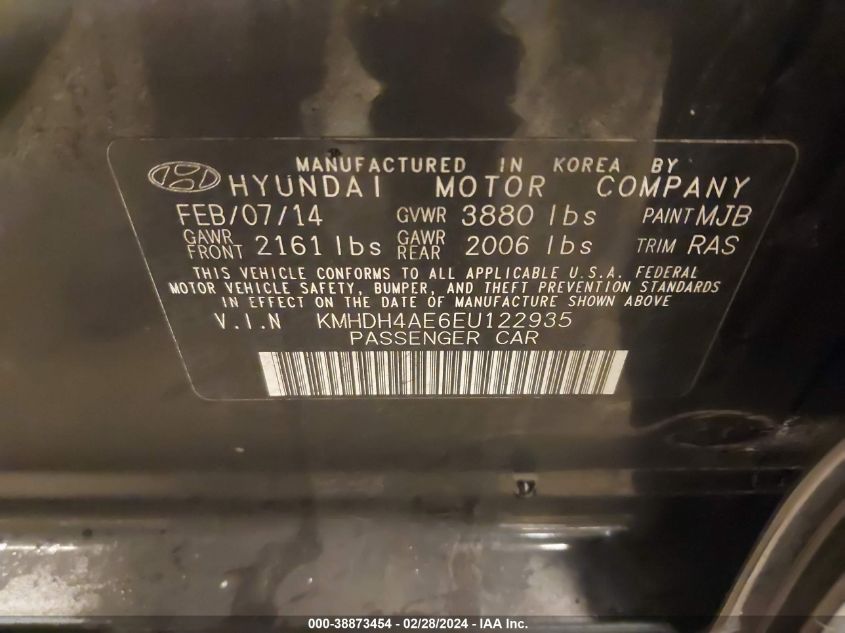 MANUFACTURED IN KOREA BY
HYUNDAI MOTOR COMPANY
FEB/07/14 GVWR 3880 lbs PAINT MJB
GAWR FRONT 2161 lbs GAWR REAR 2006 lbs TRIM RAS
THIS VEHICLE CONFORMS TO ALL APPLICABLE U.S.A. FEDERAL
MOTOR VEHICLE SAFETY, BUMPER, AND THEFT PREVENTION STANDARDS
IN EFFECT ON THE DATE OF MANUFACTURE SHOWN ABOVE
V.I.N KMHDH4AE6EU122935
PASSENGER CAR
000-38873454 - 02/28/2024 - IAA Inc.